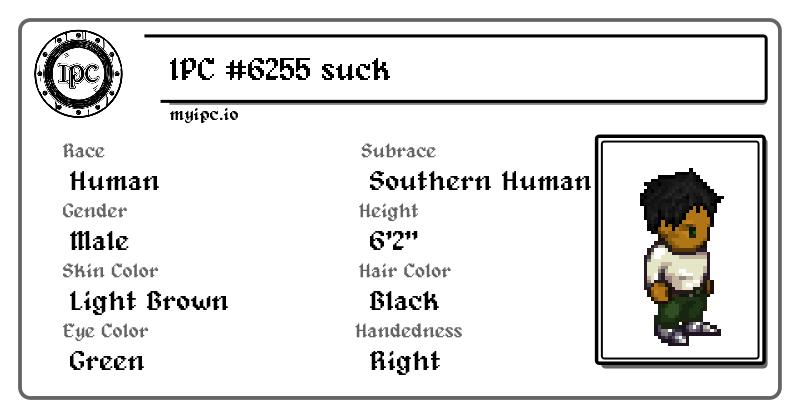 IPC
IPC #6255 suck
myipc.io
Race
Human
Subrace
Southern Human
Gender
Male
Height
6'2"
Skin Color
Light Brown
Hair Color
Black
Eye Color
Green
Handedness
Right